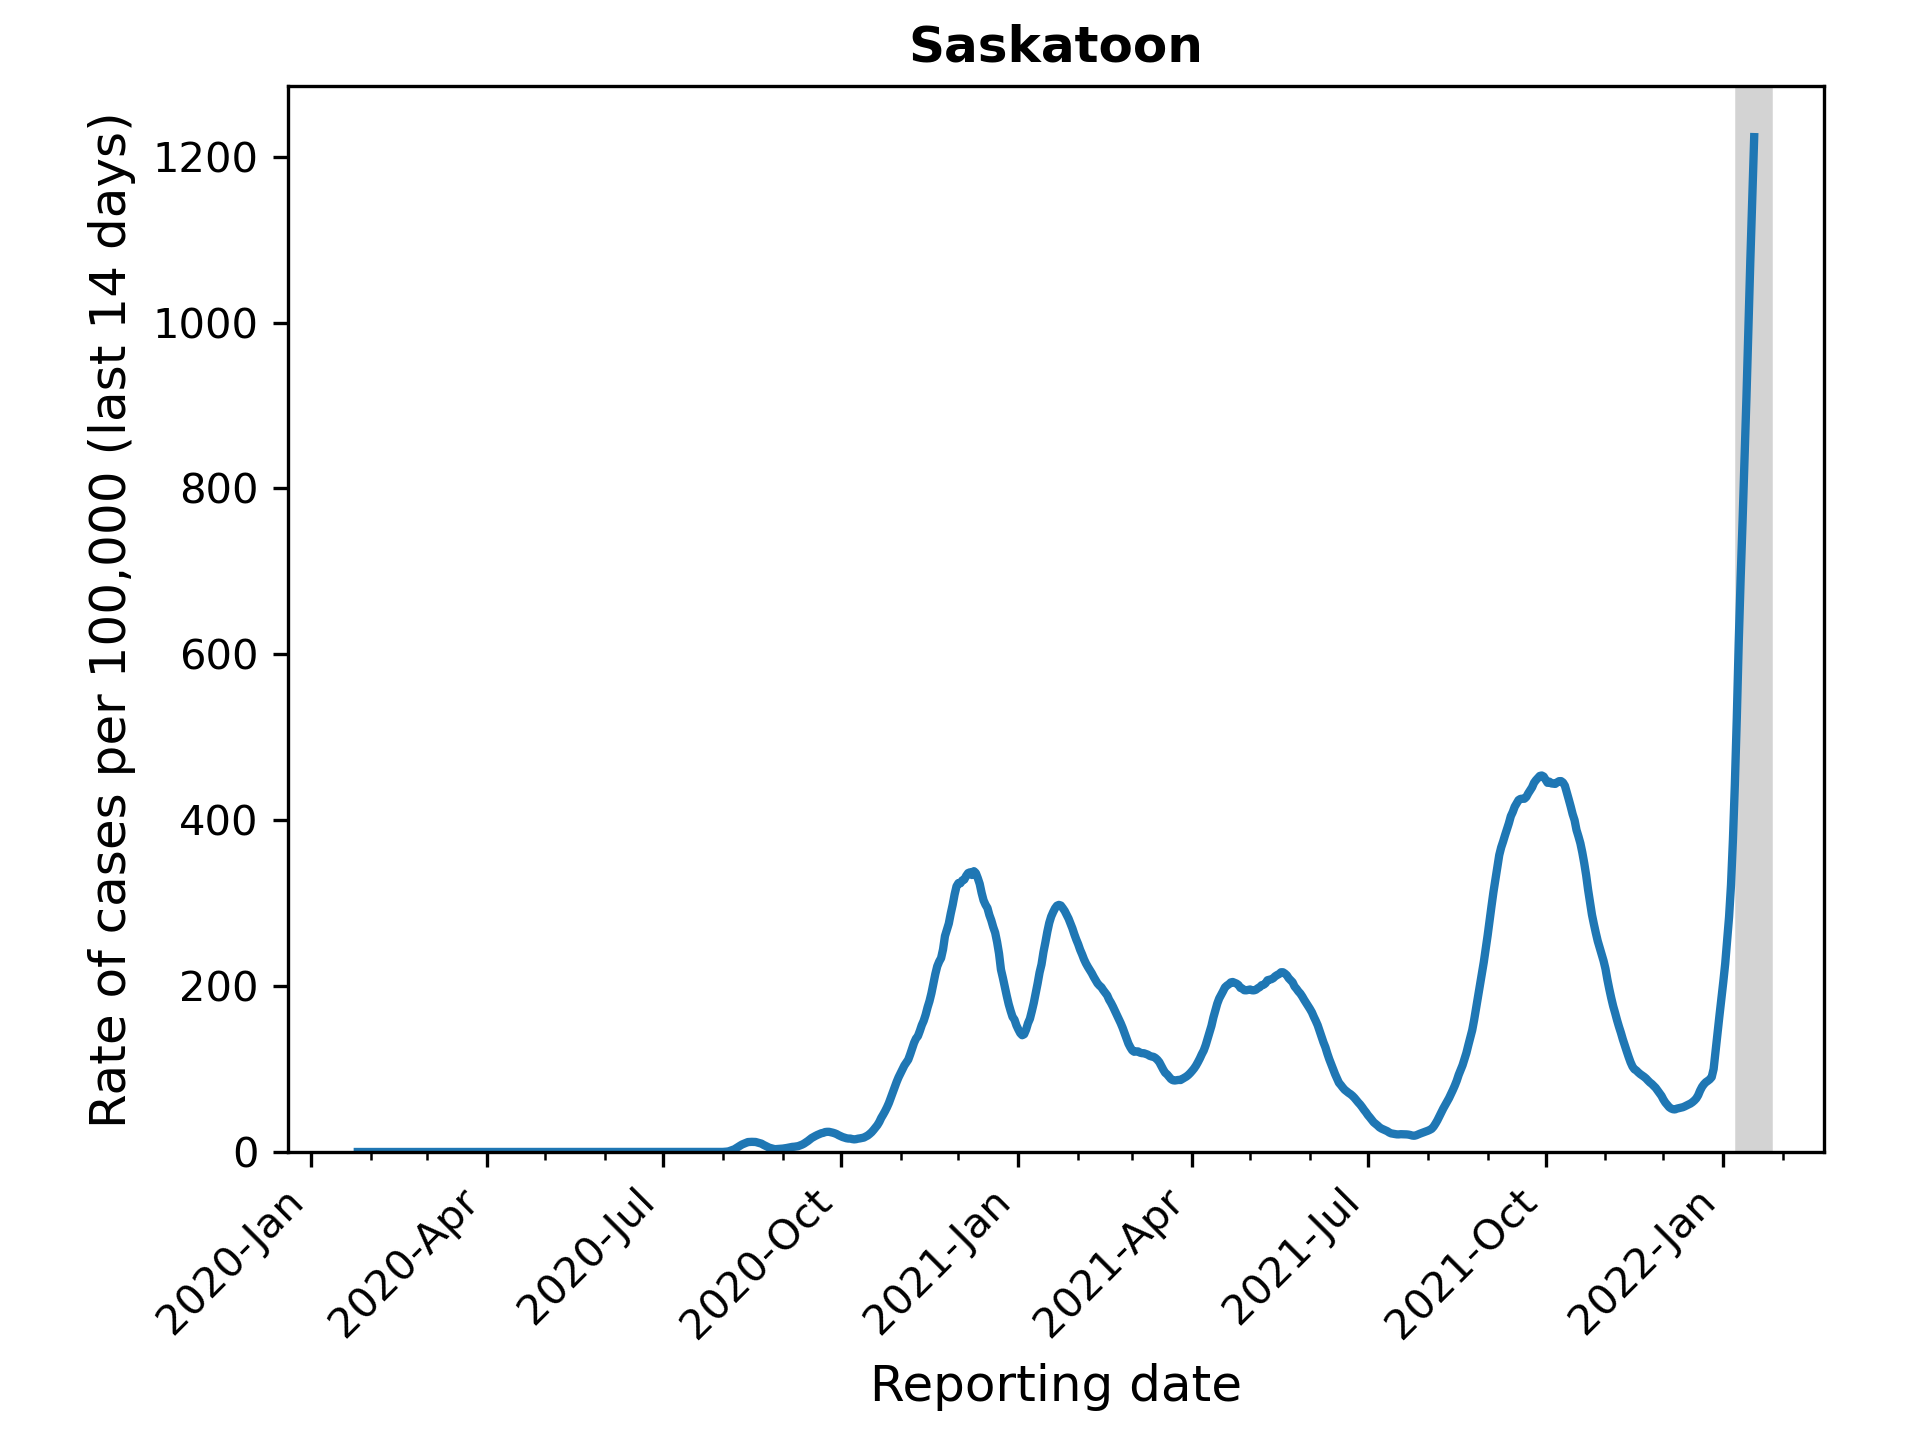 Saskatoon
Rate of cases per 100,000 (last 14 days)
1200
1000
800
600
400
200
0
2020-Jan
2020-Apr
2020-Jul
2020-Oct
2021-Jan
2021-Apr
2021-Jul
2021-Oct
2022-Jan
Reporting date